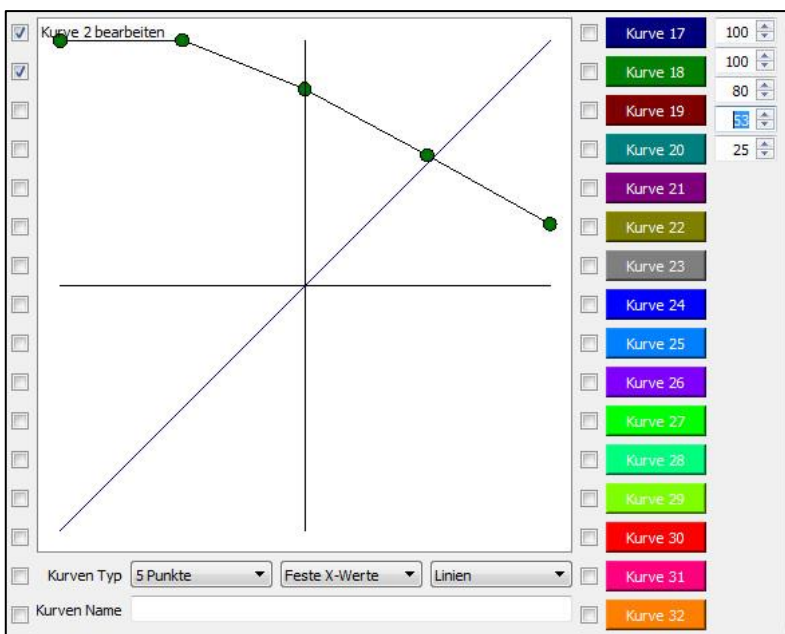 Kurve 2 bearbeiten
Kurve 17 100
Kurve 18 100
80
Kurve 19
53
Kurve 20 25
Kurve 21
Kurve 22
Kurve 23
Kurve 24
Kurve 25
Kurve 26
Kurve 27
Kurve 28
Kurve 29
Kurve 30
Kurven Typ 5 Punkte Feste X-Werte Linien Kurve 31
Kurven Name Kurve 32